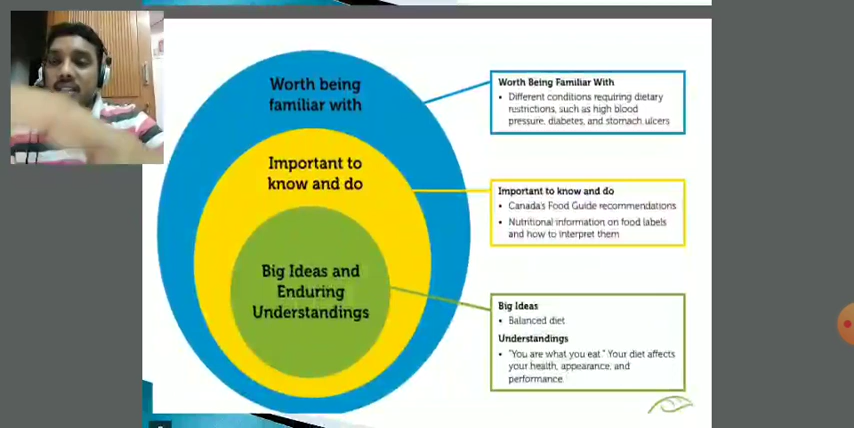 Worth being
familiar with
Important to
know and do
Big Ideas and
Enduring
Understandings
Worth Being Familiar With
• Different conditions requiring dietary
restrictions, such as high blood
pressure, diabetes, and stomach ulcers
Important to know and do
• Canada's Food Guide recommendations
• Nutritional information on food labels
and how to interpret them
Big Ideas
• Balanced diet
Understandings
• "You are what you eat." Your diet affects
your health, appearance, and
performance